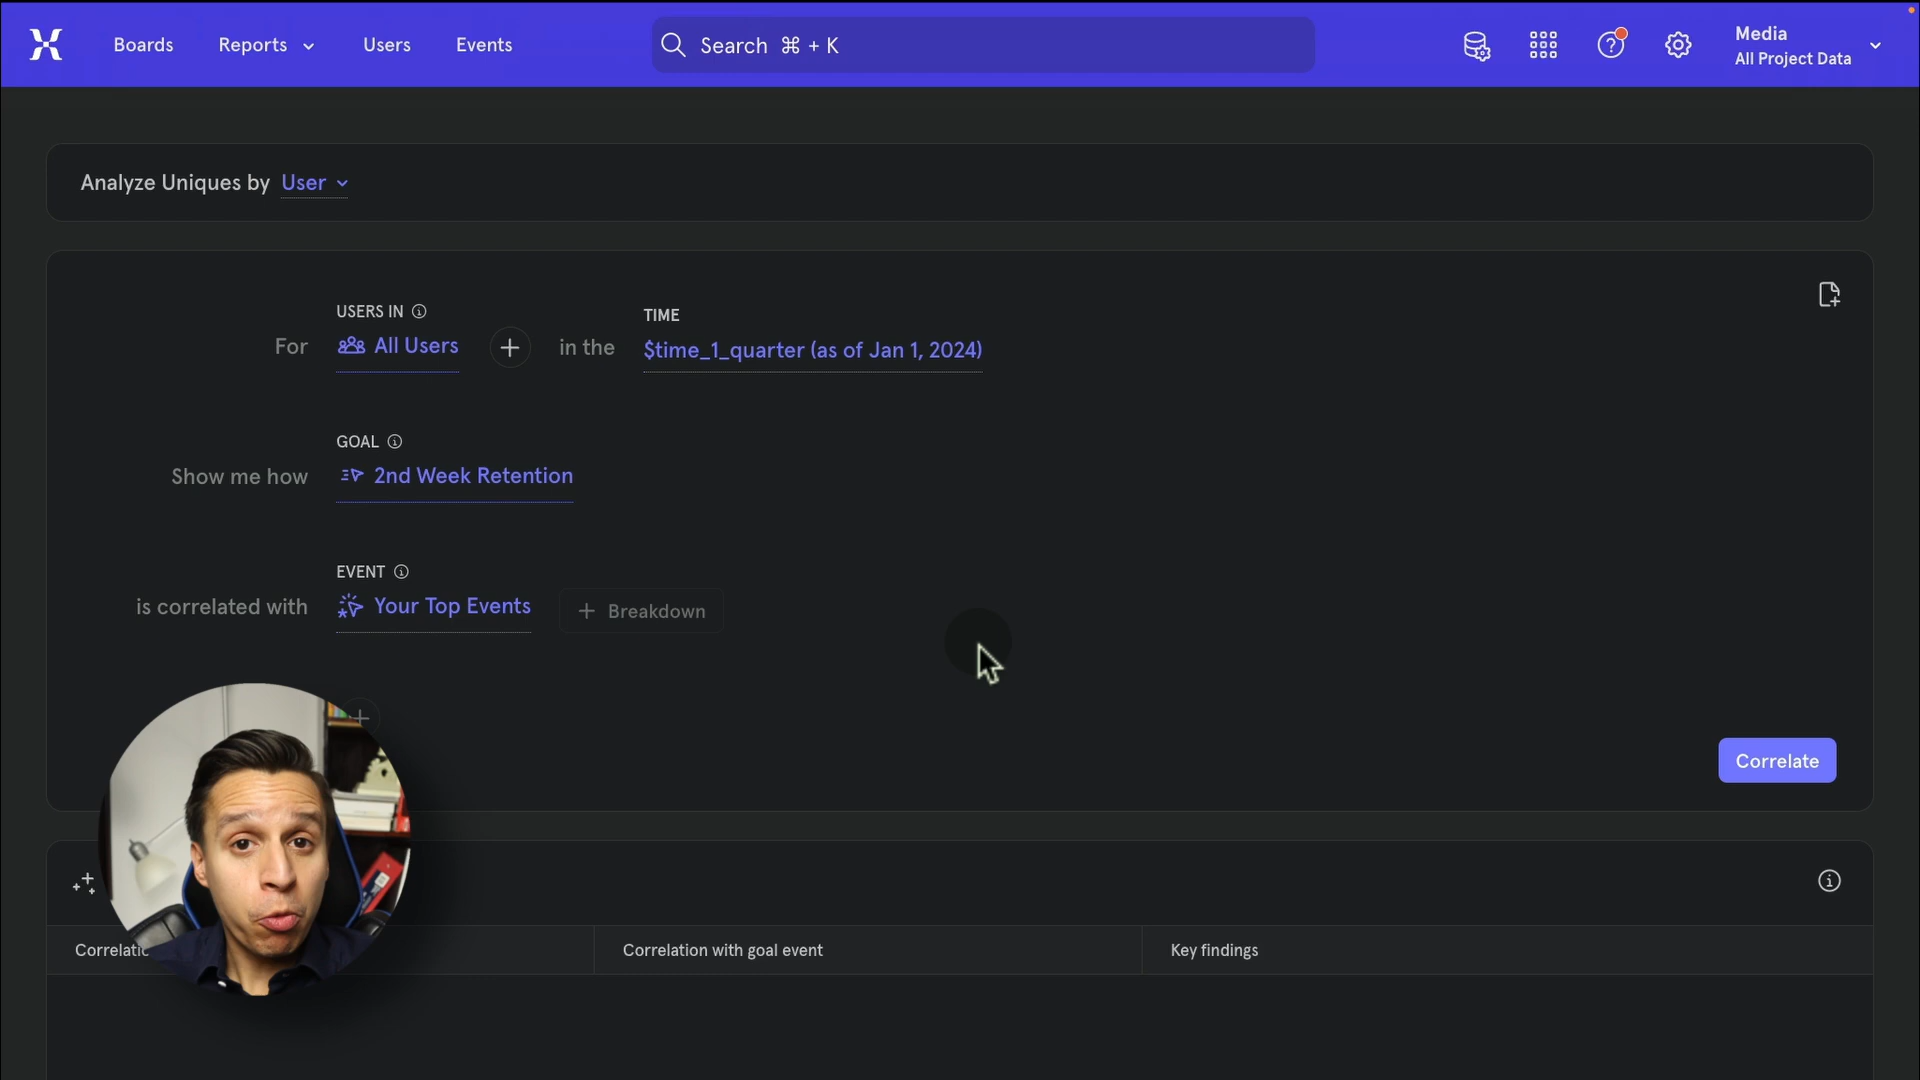 Boards Reports Users Events Search ⌘ + K Media
All Project Data
Analyze Uniques by User
USERS IN TIME
For All Users in the $time_1_quarter (as of Jan 1, 2024)
GOAL
Show me how 2nd Week Retention
EVENT
is correlated with Your Top Events + Breakdown
Correlate
Correlation with goal event Key findings